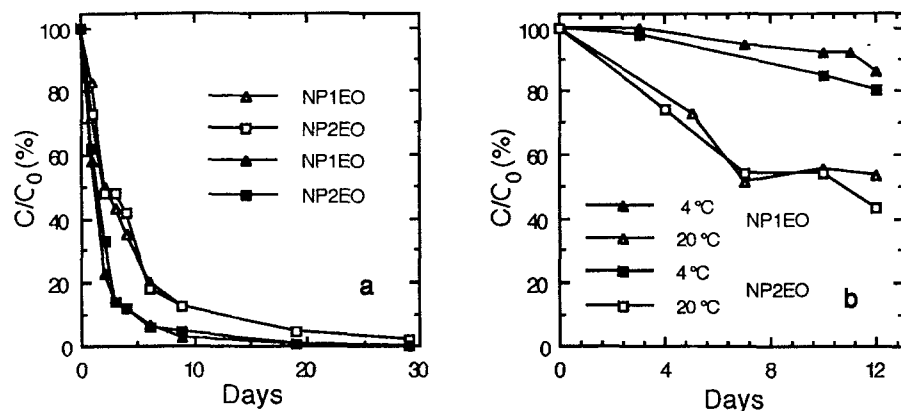 C/C₀ (%)
100
80
60
40
20
0
NP1EO
NP2EO
NP1EO
NP2EO
a
0 10 20 30
Days
C/C₀ (%)
100
80
60
40
20
0
4 °C
20 °C
NP1EO
4 °C
20 °C
NP2EO
b
0 4 8 12
Days